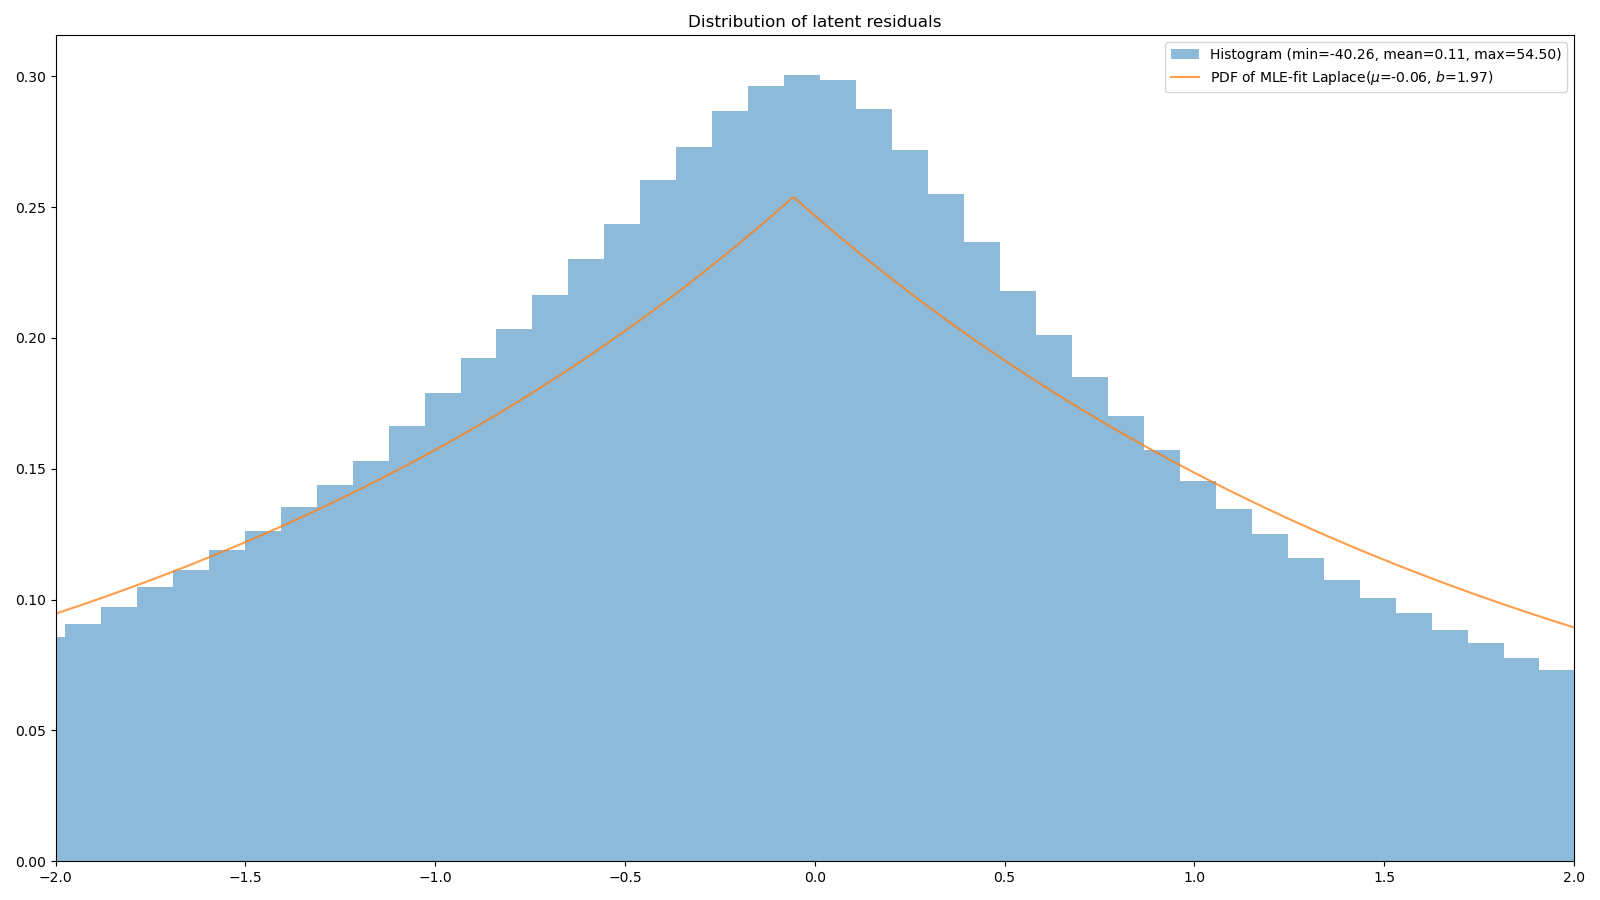 Distribution of latent residuals
Histogram (min=-40.26, mean=0.11, max=54.50)
PDF of MLE-fit Laplace(μ=-0.06, b=1.97)
0.30
0.25
0.20
0.15
0.10
0.05
0.00
−2.0 −1.5 −1.0 −0.5 0.0 0.5 1.0 1.5 2.0